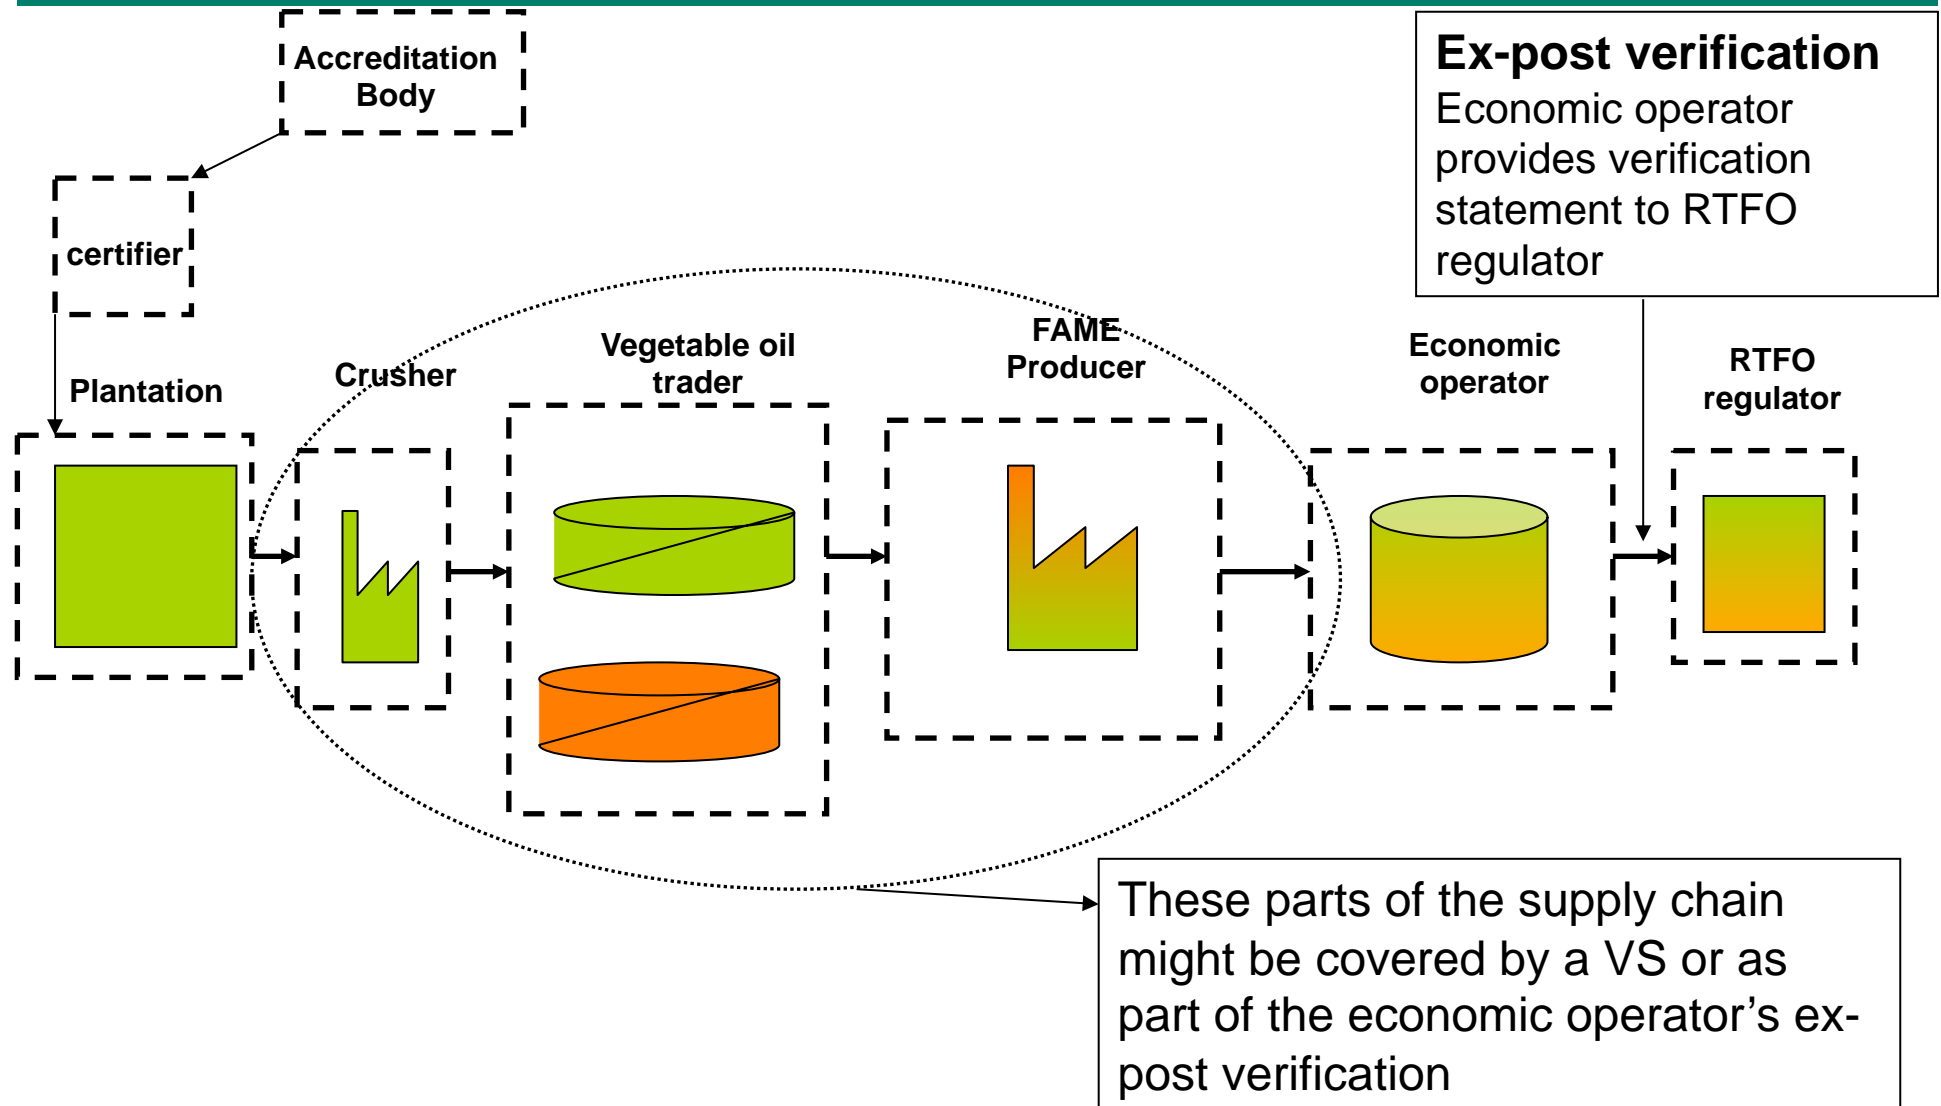 Accreditation
Body
Ex-post verification
Economic operator
provides verification
statement to RTFO
regulator
certifier
Plantation
Crusher
Vegetable oil
trader
FAME
Producer
Economic
operator
RTFO
regulator
These parts of the supply chain
might be covered by a VS or as
part of the economic operator’s ex-
post verification